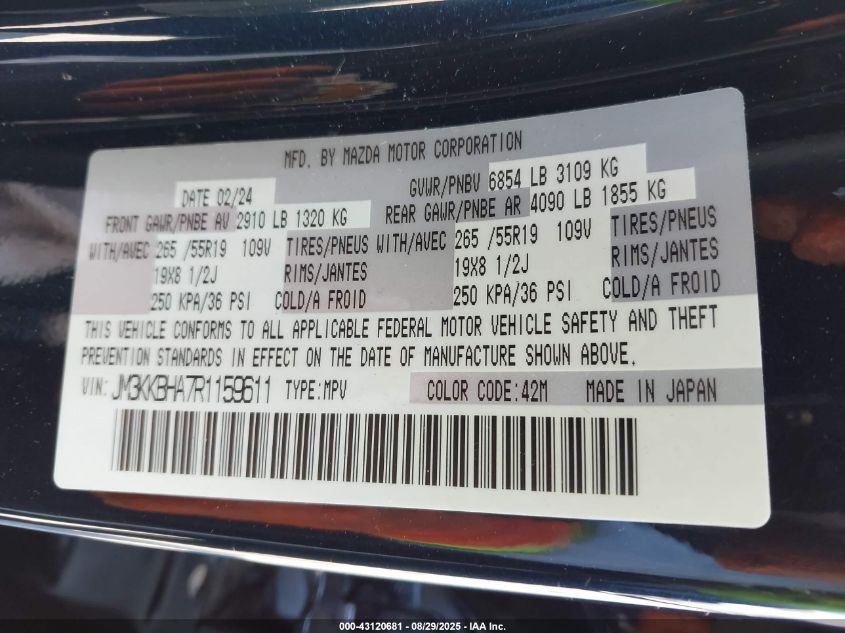 MFD. BY MAZDA MOTOR CORPORATION
DATE 02/24 GVWR/PNBV 6854 LB 3109 KG
FRONT GAWR/PNBE AV 2910 LB 1320 KG REAR GAWR/PNBE AR 4090 LB 1855 KG
WITH/AVEC 265 /55R19 109V TIRES/PNEUS WITH/AVEC 265 /55R19 109V TIRES/PNEUS
19X8 1/2J RIMS/JANTES 19X8 1/2J RIMS/JANTES
250 KPA/36 PSI COLD/A FROID 250 KPA/36 PSI COLD/A FROID
THIS VEHICLE CONFORMS TO ALL APPLICABLE FEDERAL MOTOR VEHICLE SAFETY AND THEFT
PREVENTION STANDARDS IN EFFECT ON THE DATE OF MANUFACTURE SHOWN ABOVE.
VIN: JM3KKBHA7R1159611 TYPE:MPV COLOR CODE:42M MADE IN JAPAN
000-43120681 - 08/29/2025 - IAA Inc.